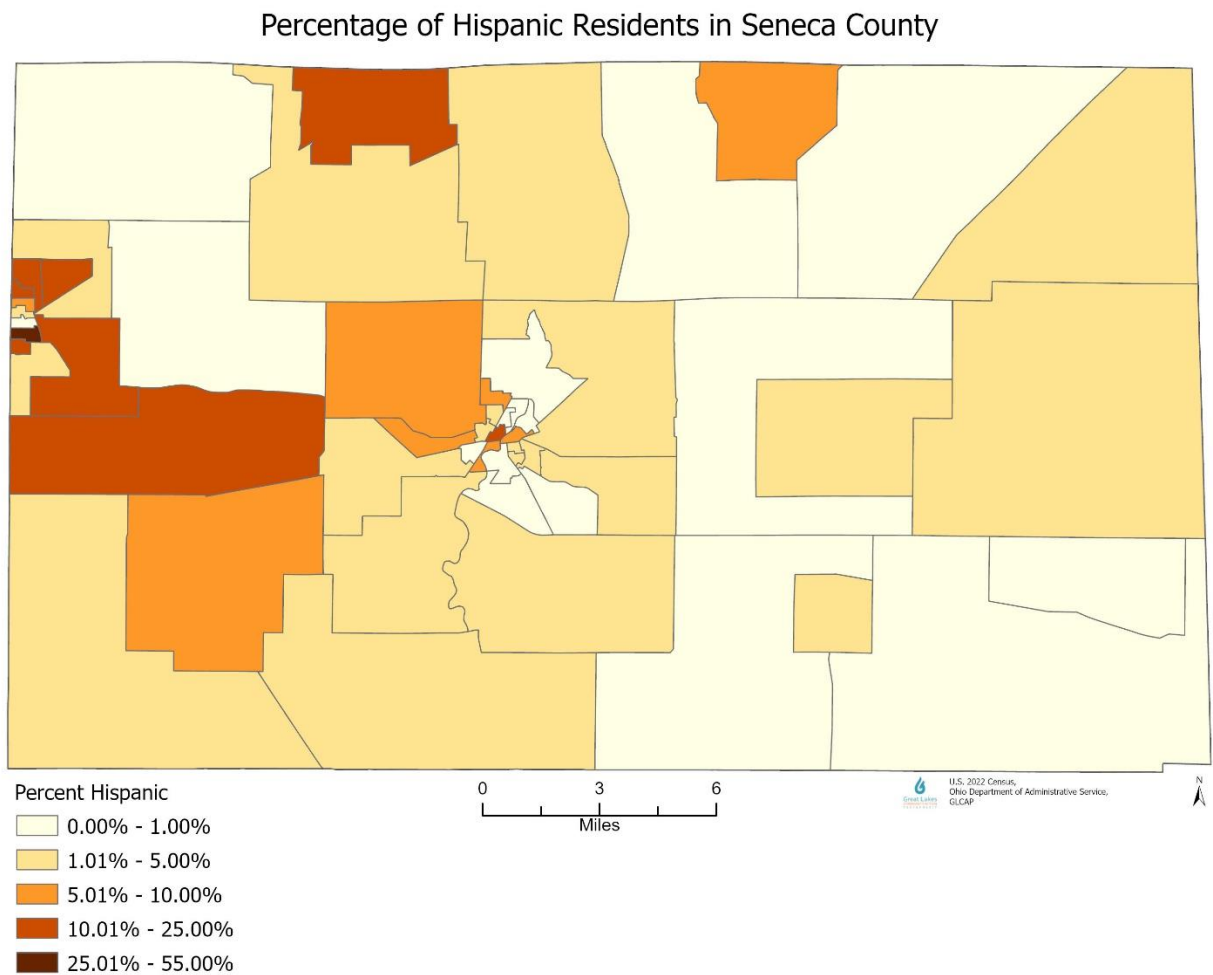 Percentage of Hispanic Residents in Seneca County
Percent Hispanic
0.00% - 1.00%
1.01% - 5.00%
5.01% - 10.00%
10.01% - 25.00%
25.01% - 55.00%
0 3 6
Miles
Great Lakes
U.S. 2022 Census,
Ohio Department of Administrative Service,
GLCAP
N